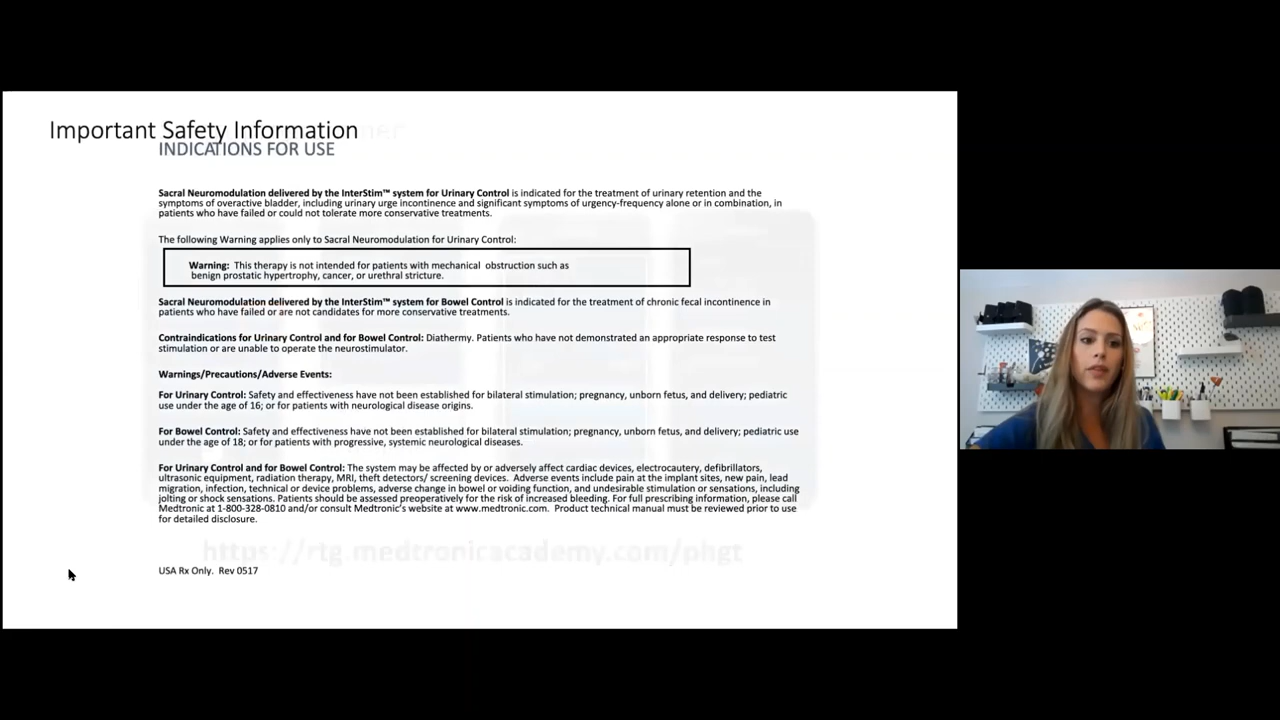 Important Safety Information
INDICATIONS FOR USE
Sacral Neuromodulation delivered by the InterStim™ system for Urinary Control is indicated for the treatment of urinary retention and the
symptoms of overactive bladder, including urinary urge incontinence and significant symptoms of urgency-frequency alone or in combination, in
patients who have failed or could not tolerate more conservative treatments.
The following Warning applies only to Sacral Neuromodulation for Urinary Control:
Warning: This therapy is not intended for patients with mechanical obstruction such as
benign prostatic hypertrophy, cancer, or urethral stricture.
Sacral Neuromodulation delivered by the InterStim™ system for Bowel Control is indicated for the treatment of chronic fecal incontinence in
patients who have failed or are not candidates for more conservative treatments.
Contraindications for Urinary Control and for Bowel Control: Diathermy. Patients who have not demonstrated an appropriate response to test
stimulation or are unable to operate the neurostimulator.
Warnings/Precautions/Adverse Events:
For Urinary Control: Safety and effectiveness have not been established for bilateral stimulation; pregnancy, unborn fetus, and delivery; pediatric
use under the age of 16; or for patients with neurological disease origins.
For Bowel Control: Safety and effectiveness have not been established for bilateral stimulation; pregnancy, unborn fetus, and delivery; pediatric use
under the age of 18; or for patients with progressive, systemic neurological diseases.
For Urinary Control and for Bowel Control: The system may be affected by or adversely affect cardiac devices, electrocautery, defibrillators,
ultrasonic equipment, radiation therapy, MRI, theft detectors/ screening devices. Adverse events include pain at the implant sites, new pain, lead
migration, infection, technical or device problems, adverse change in bowel or voiding function, and undesirable stimulation or sensations, including
jolting or shock sensations. Patients should be assessed preoperatively for the risk of increased bleeding. For full prescribing information, please call
Medtronic at 1-800-328-0810 and/or consult Medtronic's website at www.medtronic.com. Product technical manual must be reviewed prior to use
for detailed disclosure.
https://rtg.medtronicacademy.com/phgt
USA Rx Only. Rev 0517